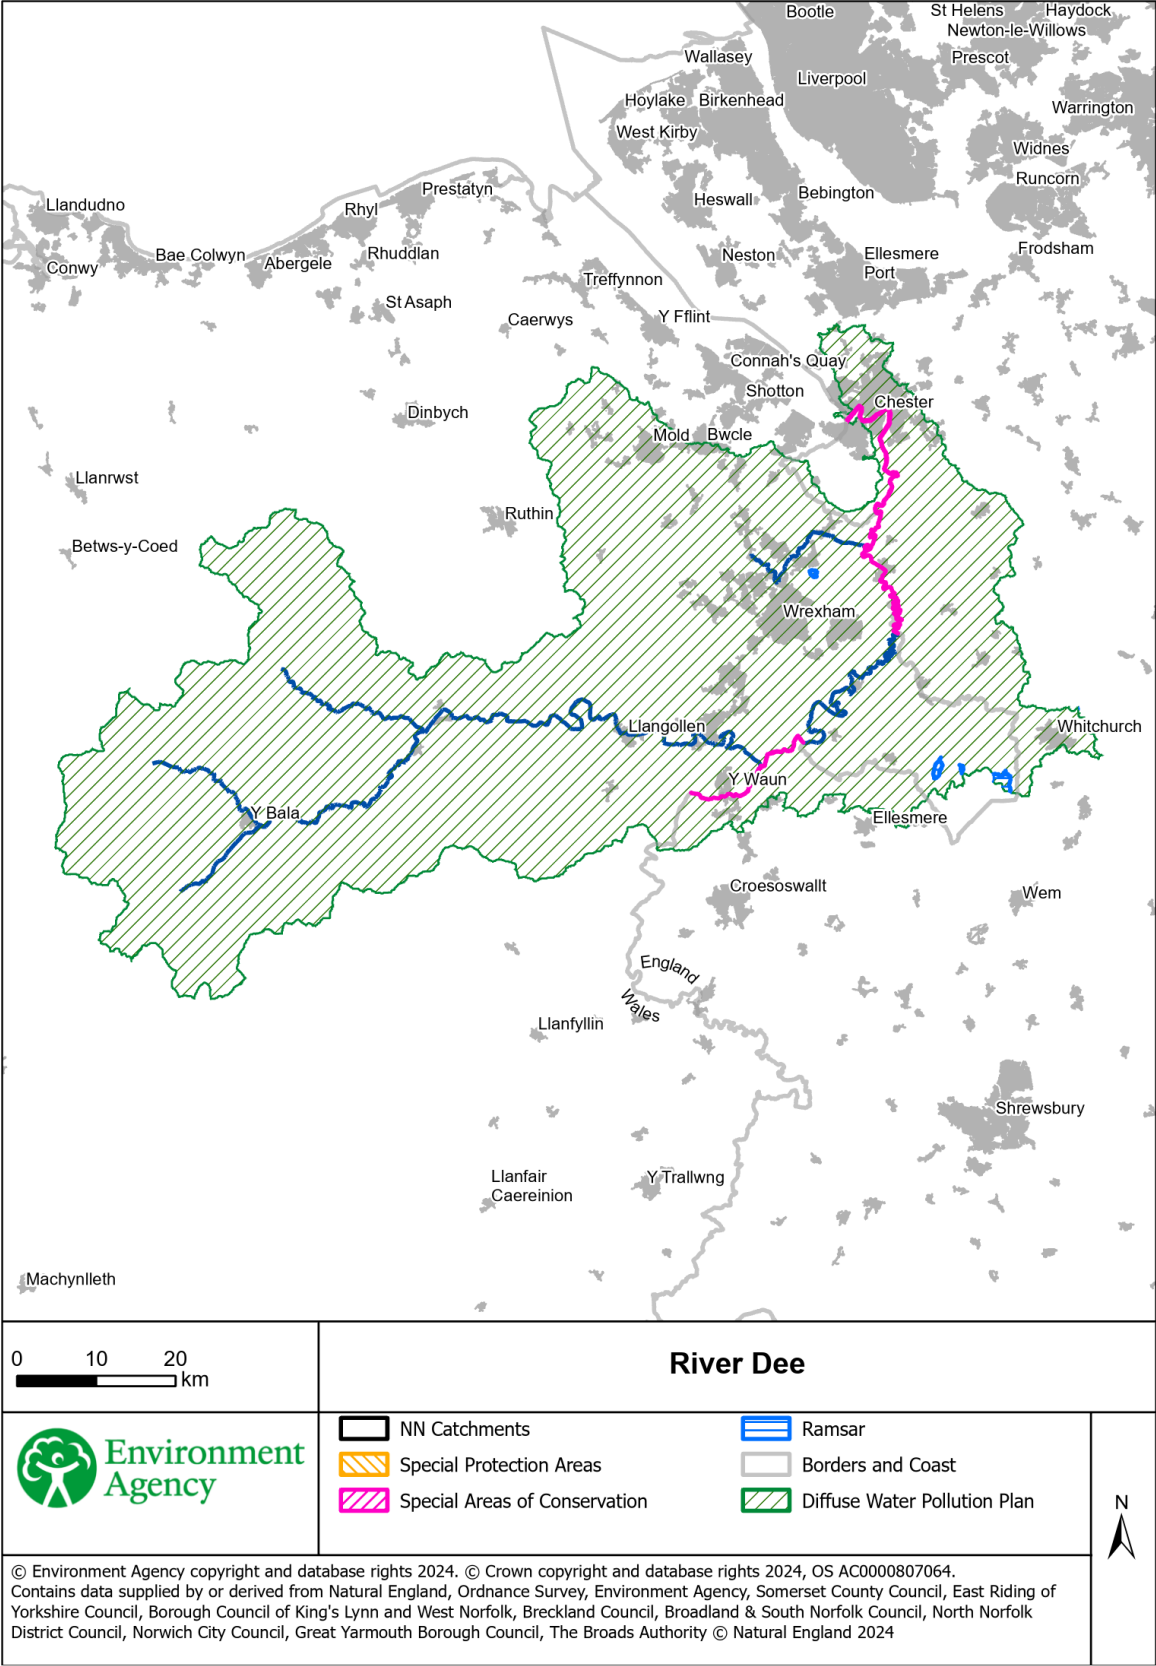 Bootle
St Helens
Haydock
Newton-le-Willows
Wallasey
Prescot
Liverpool
Hoylake
Birkenhead
Warrington
West Kirby
Widnes
Runcorn
Prestatyn
Bebington
Heswall
Llandudno
Rhyl
Frodsham
Bae Colwyn
Rhuddlan
Neston
Ellesmere
Port
Conwy
Abergele
Treffynnon
St Asaph
Y Fflint
Caerwys
Connah's Quay
Shotton
Chester
Dinbych
Mold
Bwcle
Llanrwst
Ruthin
Betws-y-Coed
Wrexham
Llangollen
Whitchurch
Y Waun
Y Bala
Ellesmere
Croesoswallt
Wem
England
Wales
Llanfyllin
Shrewsbury
Llanfair
Caereinion
Y Trallwng
Machynlleth
0 10 20
km
River Dee
Environment
Agency
NN Catchments
Special Protection Areas
Special Areas of Conservation
Ramsar
Borders and Coast
Diffuse Water Pollution Plan
N
© Environment Agency copyright and database rights 2024. © Crown copyright and database rights 2024, OS AC0000807064.
Contains data supplied by or derived from Natural England, Ordnance Survey, Environment Agency, Somerset County Council, East Riding of
Yorkshire Council, Borough Council of King's Lynn and West Norfolk, Breckland Council, Broadland & South Norfolk Council, North Norfolk
District Council, Norwich City Council, Great Yarmouth Borough Council, The Broads Authority © Natural England 2024